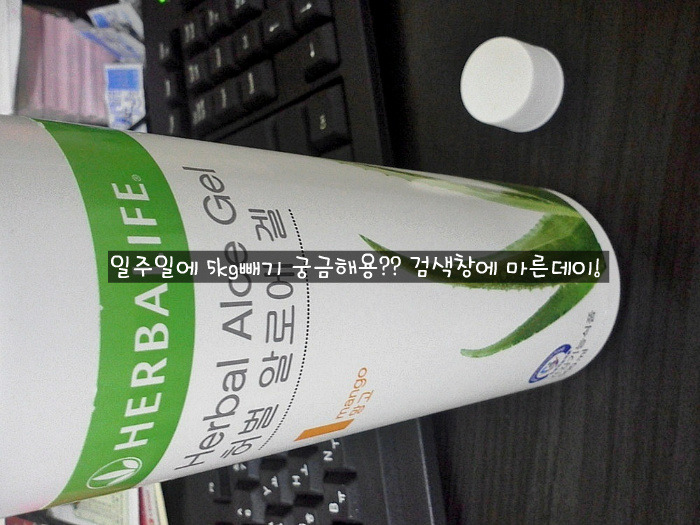 일주일에 5kg빼기 궁금해용?? 검색창에 마른데이!
HERBALIFE®
Herbal Aloe Gel
허벌 알로에 겔
mango
망고